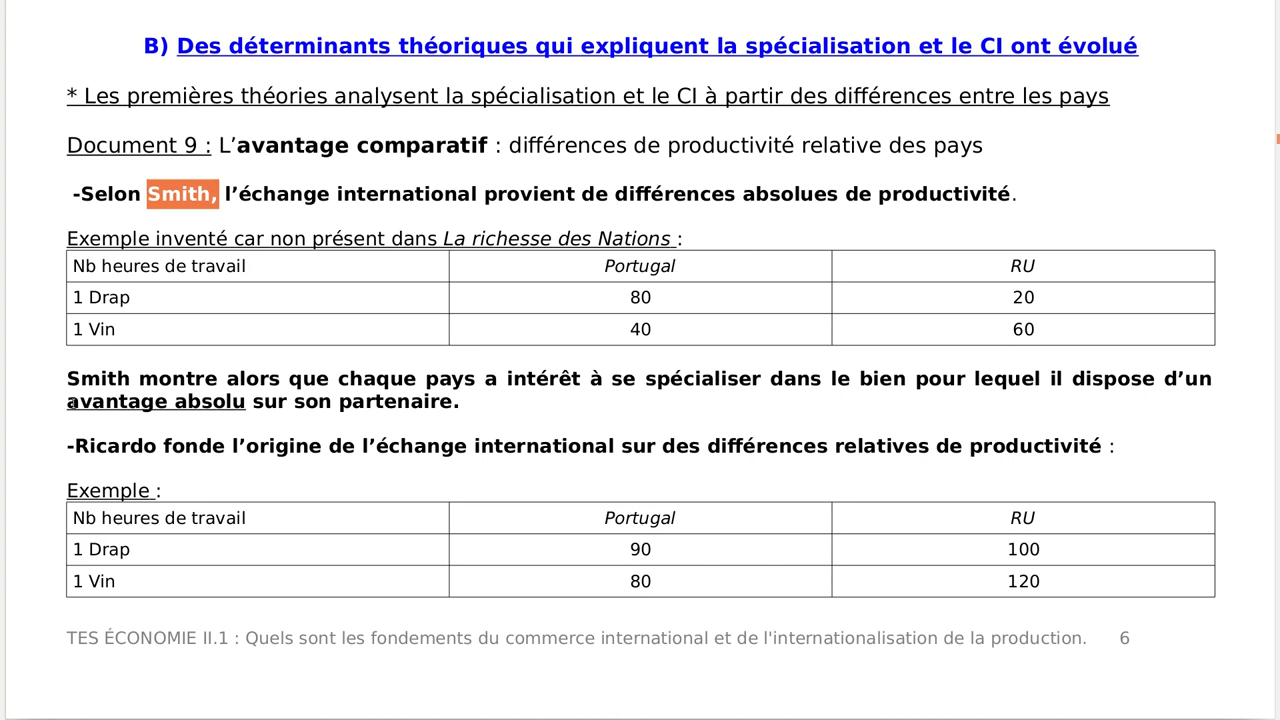 B) Des déterminants théoriques qui expliquent la spécialisation et le CI ont évolué
* Les premières théories analysent la spécialisation et le CI à partir des différences entre les pays
Document 9 : L’avantage comparatif : différences de productivité relative des pays
-Selon Smith, l’échange international provient de différences absolues de productivité.
Exemple inventé car non présent dans La richesse des Nations :
Nb heures de travail Portugal RU
1 Drap 80 20
1 Vin 40 60
Smith montre alors que chaque pays a intérêt à se spécialiser dans le bien pour lequel il dispose d’un
avantage absolu sur son partenaire.
-Ricardo fonde l’origine de l’échange international sur des différences relatives de productivité :
Exemple :
Nb heures de travail Portugal RU
1 Drap 90 100
1 Vin 80 120
TES ÉCONOMIE II.1 : Quels sont les fondements du commerce international et de l'internationalisation de la production. 6